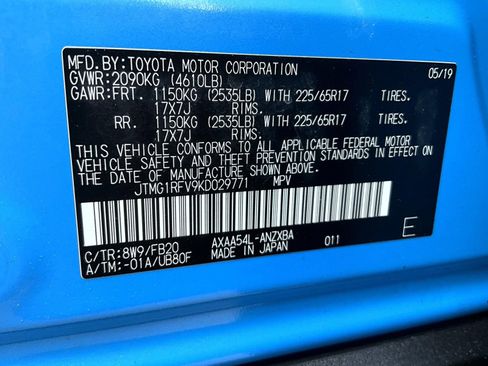 MFD.BY:TOYOTA MOTOR CORPORATION 05/19
GVWR:2090KG (4610LB)
GAWR:FRT. 1150KG (2535LB) WITH 225/65R17 TIRES.
17X7J RIMS.
RR. 1150KG (2535LB) WITH 225/65R17 TIRES.
17X7J RIMS.
THIS VEHICLE CONFORMS TO ALL APPLICABLE FEDERAL MOTOR
VEHICLE SAFETY AND THEFT PREVENTION STANDARDS IN EFFECT
ON THE DATE OF MANUFACTURE SHOWN ABOVE.
JTMG1RFV9KD029771 MPV
C/TR:8W9/FB20 AXAA54L-ANZXBA 011 E
A/TM:-01A/UB80F MADE IN JAPAN